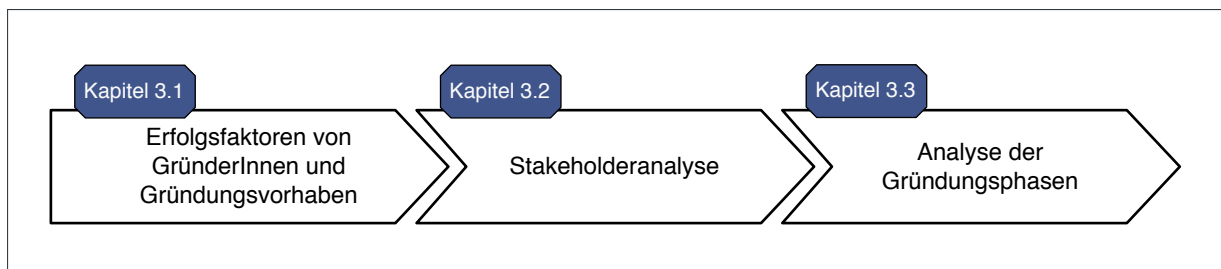 Kapitel 3.1
Erfolgsfaktoren von
GründerInnen und
Gründungsvorhaben
Kapitel 3.2
Stakeholderanalyse
Kapitel 3.3
Analyse der
Gründungsphasen